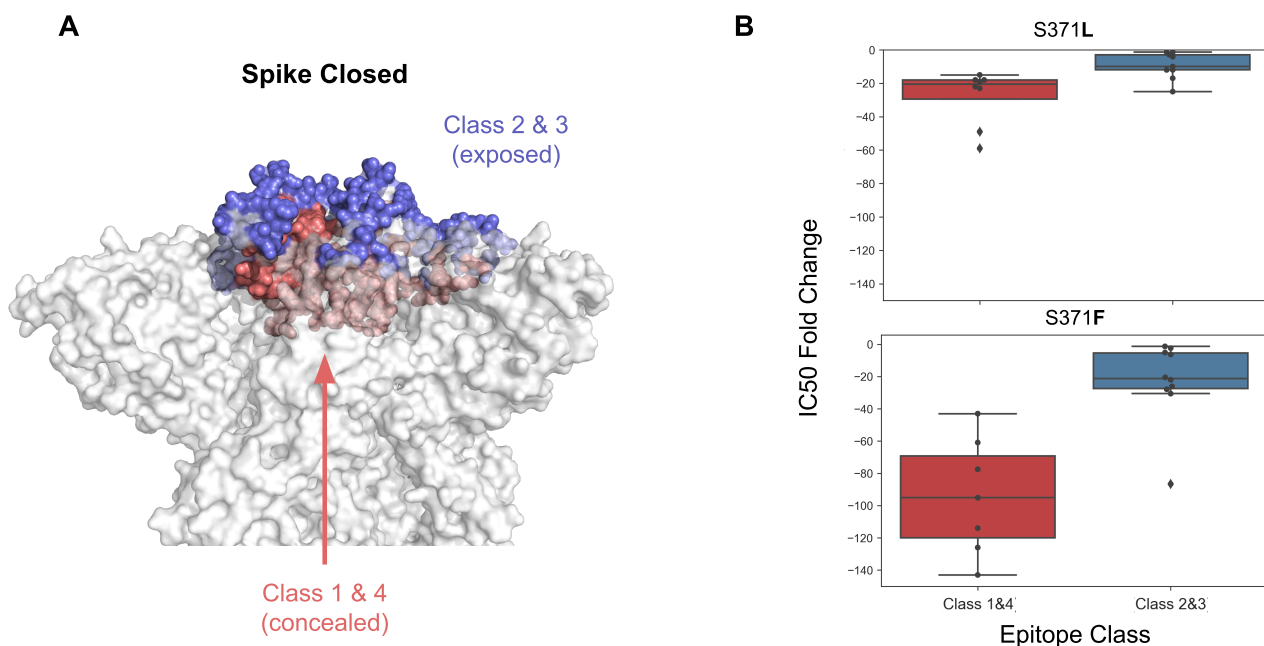 A
Spike Closed
Class 2 & 3
(exposed)
Class 1 & 4
(concealed)
B
S371L
0
−20
−40
−60
−80
−100
−120
−140
S371F
0
−20
−40
−60
−80
−100
−120
−140
IC50 Fold Change
Class 1&4
Class 2&3
Epitope Class